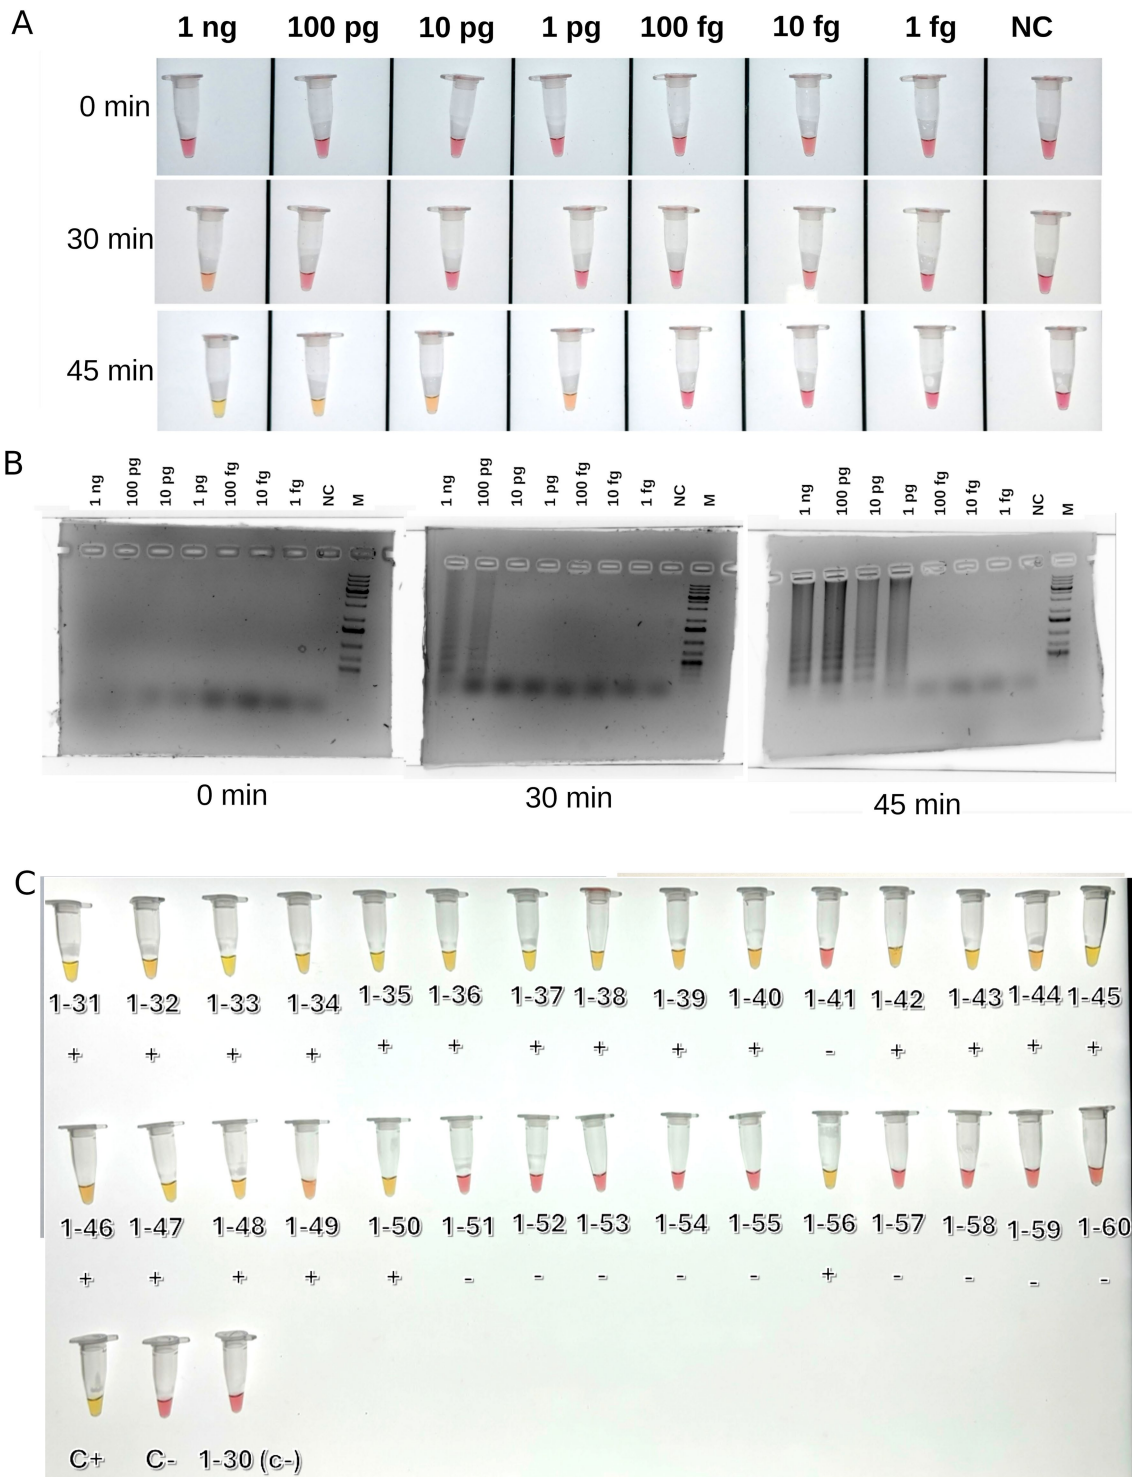 A
1 ng 100 pg 10 pg 1 pg 100 fg 10 fg 1 fg NC
0 min
30 min
45 min
B
1 ng 100 pg 10 pg 1 pg 100 fg 10 fg 1 fg NC M
1 ng 100 pg 10 pg 1 pg 100 fg 10 fg 1 fg NC M
1 ng 100 pg 10 pg 1 pg 100 fg 10 fg 1 fg NC M
0 min
30 min
45 min
C
1-31 1-32 1-33 1-34 1-35 1-36 1-37 1-38 1-39 1-40 1-41 1-42 1-43 1-44 1-45
+ + + + + + + + + + - + + + +
1-46 1-47 1-48 1-49 1-50 1-51 1-52 1-53 1-54 1-55 1-56 1-57 1-58 1-59 1-60
+ + + + + - - - - - + - - - -
C+ C- 1-30 (c-)